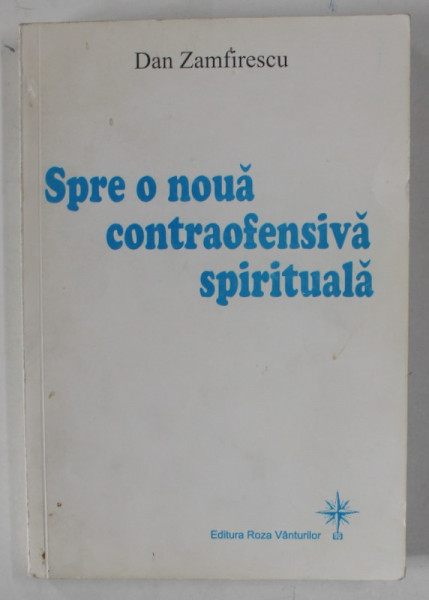 Dan Zamfirescu
Spre o nouă
contraofensivă
spirituală
Editura Roza Vânturilor